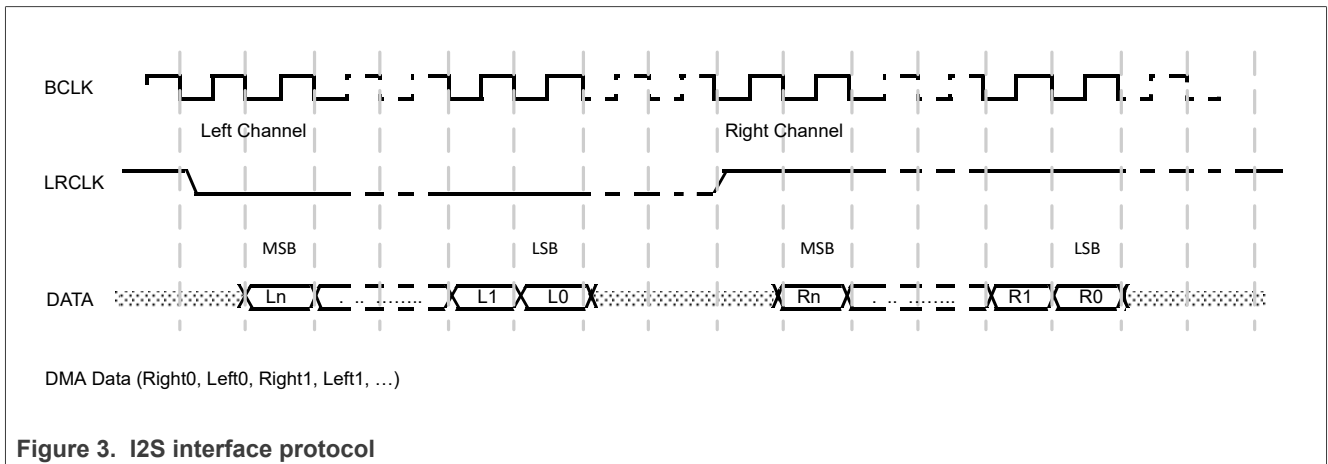 BCLK
Left Channel Right Channel
LRCLK
MSB LSB MSB LSB
DATA Ln . .. ........ L1 L0 Rn . .. ........ R1 R0
DMA Data (Right0, Left0, Right1, Left1, …)
Figure 3. I2S interface protocol